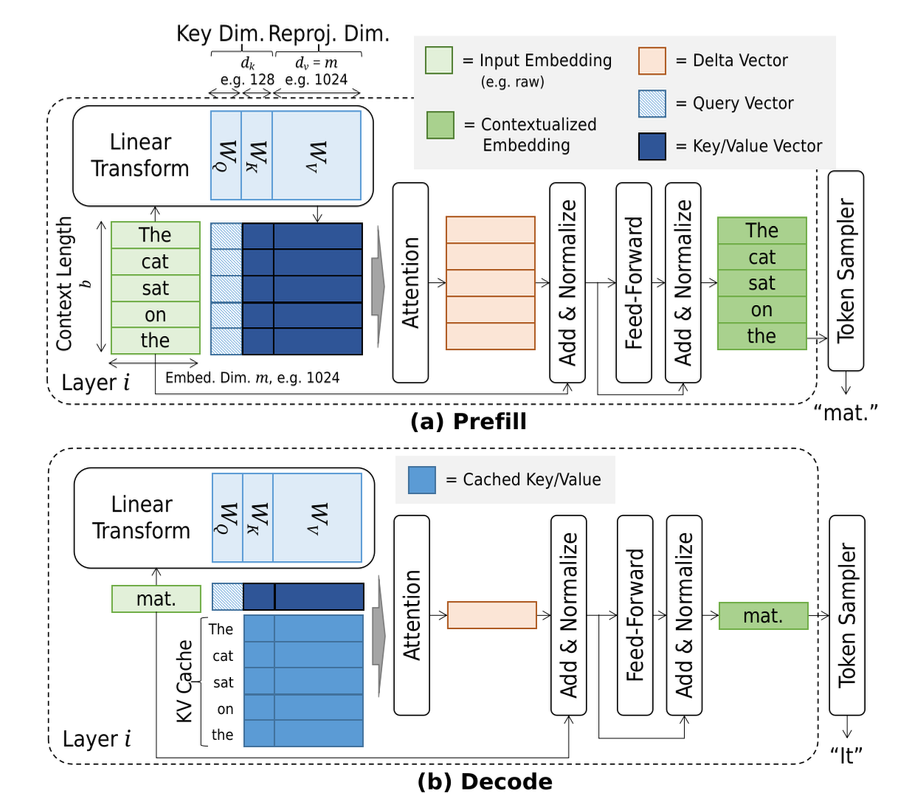 Key Dim. Reproj. Dim.
d_k d_v = m
e.g. 128 e.g. 1024
= Input Embedding
(e.g. raw)
= Contextualized
Embedding
= Delta Vector
= Query Vector
= Key/Value Vector
Linear
Transform
W_Q W_K W_V
Context Length
b
The
cat
sat
on
the
Embed. Dim. m, e.g. 1024
Layer i
Attention
Add & Normalize
Feed-Forward
Add & Normalize
The
cat
sat
on
the
Token Sampler
“mat.”
(a) Prefill
= Cached Key/Value
Linear
Transform
W_Q W_K W_V
mat.
KV Cache
The
cat
sat
on
the
Layer i
Attention
Add & Normalize
Feed-Forward
Add & Normalize
mat.
Token Sampler
“It”
(b) Decode